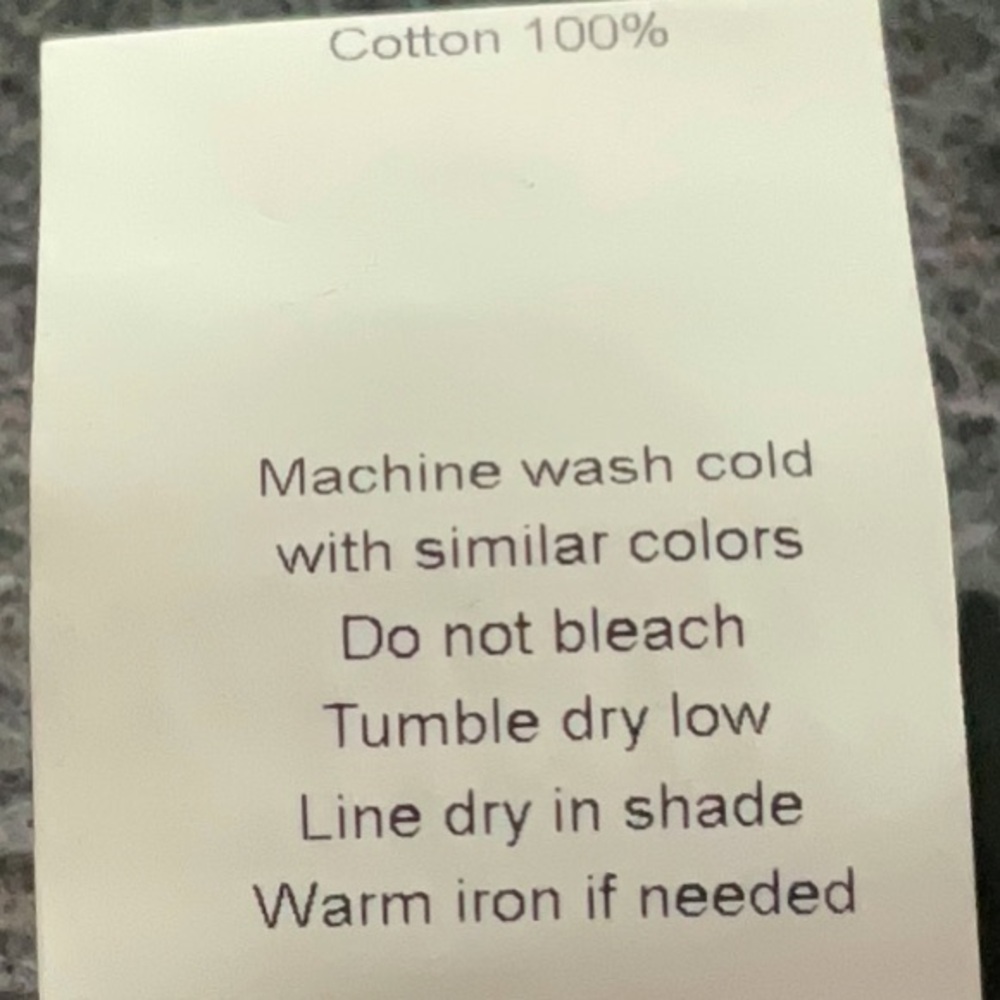 Cotton 100%
Machine wash cold
with similar colors
Do not bleach
Tumble dry low
Line dry in shade
Warm iron if needed